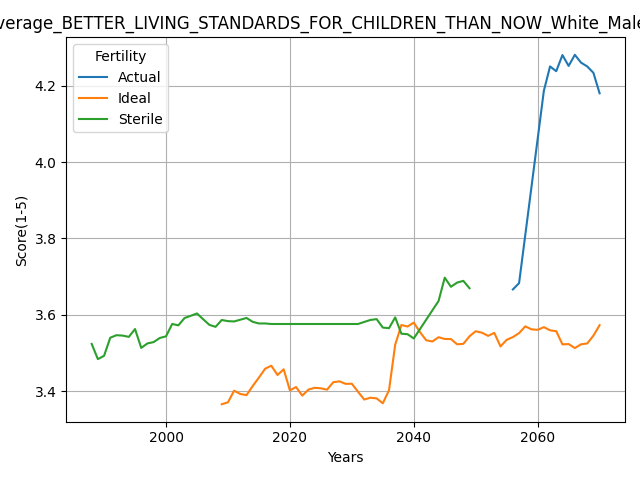 verage_BETTER_LIVING_STANDARDS_FOR_CHILDREN_THAN_NOW_White_Male
Fertility
Actual
Ideal
Sterile
4.2
4.0
3.8
3.6
3.4
Score(1-5)
2000 2020 2040 2060
Years